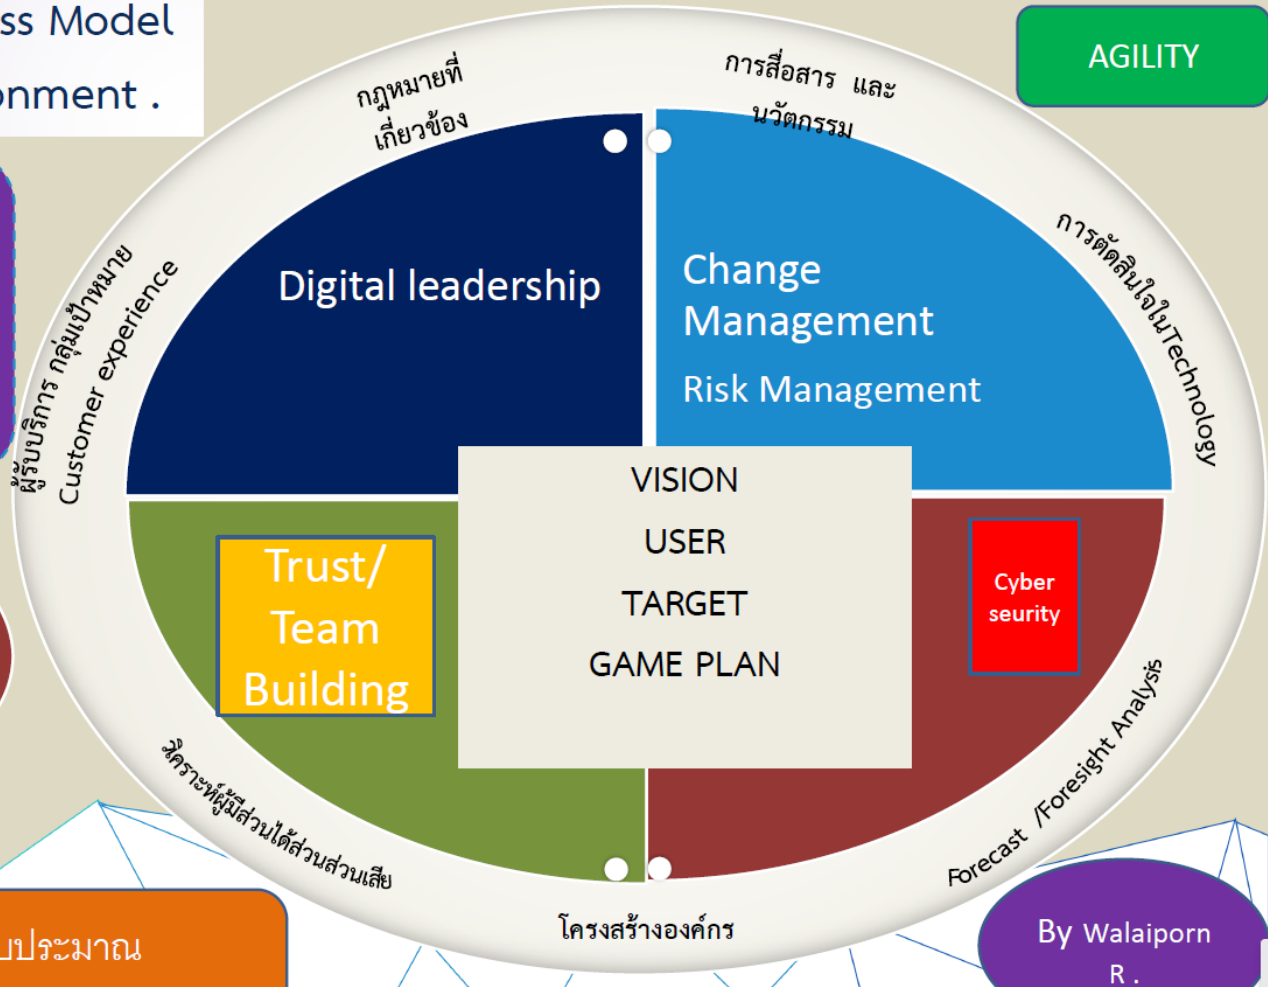 ss Model
onment .
AGILITY
กฎหมายที่
เกี่ยวข้อง
การสื่อสาร และ
นวัตกรรม
การตัดสินใจในTechnology
ผู้รับบริการ กลุ่มเป้าหมาย
Customer experience
Digital leadership
Change
Management
Risk Management
VISION
USER
TARGET
GAME PLAN
Trust/
Team
Building
Cyber
seurity
วิเคราะห์ผู้มีส่วนได้ส่วนส่วนเสีย
Forecast /Foresight Analysis
โครงสร้างองค์กร
บประมาณ
By Walaiporn
R .